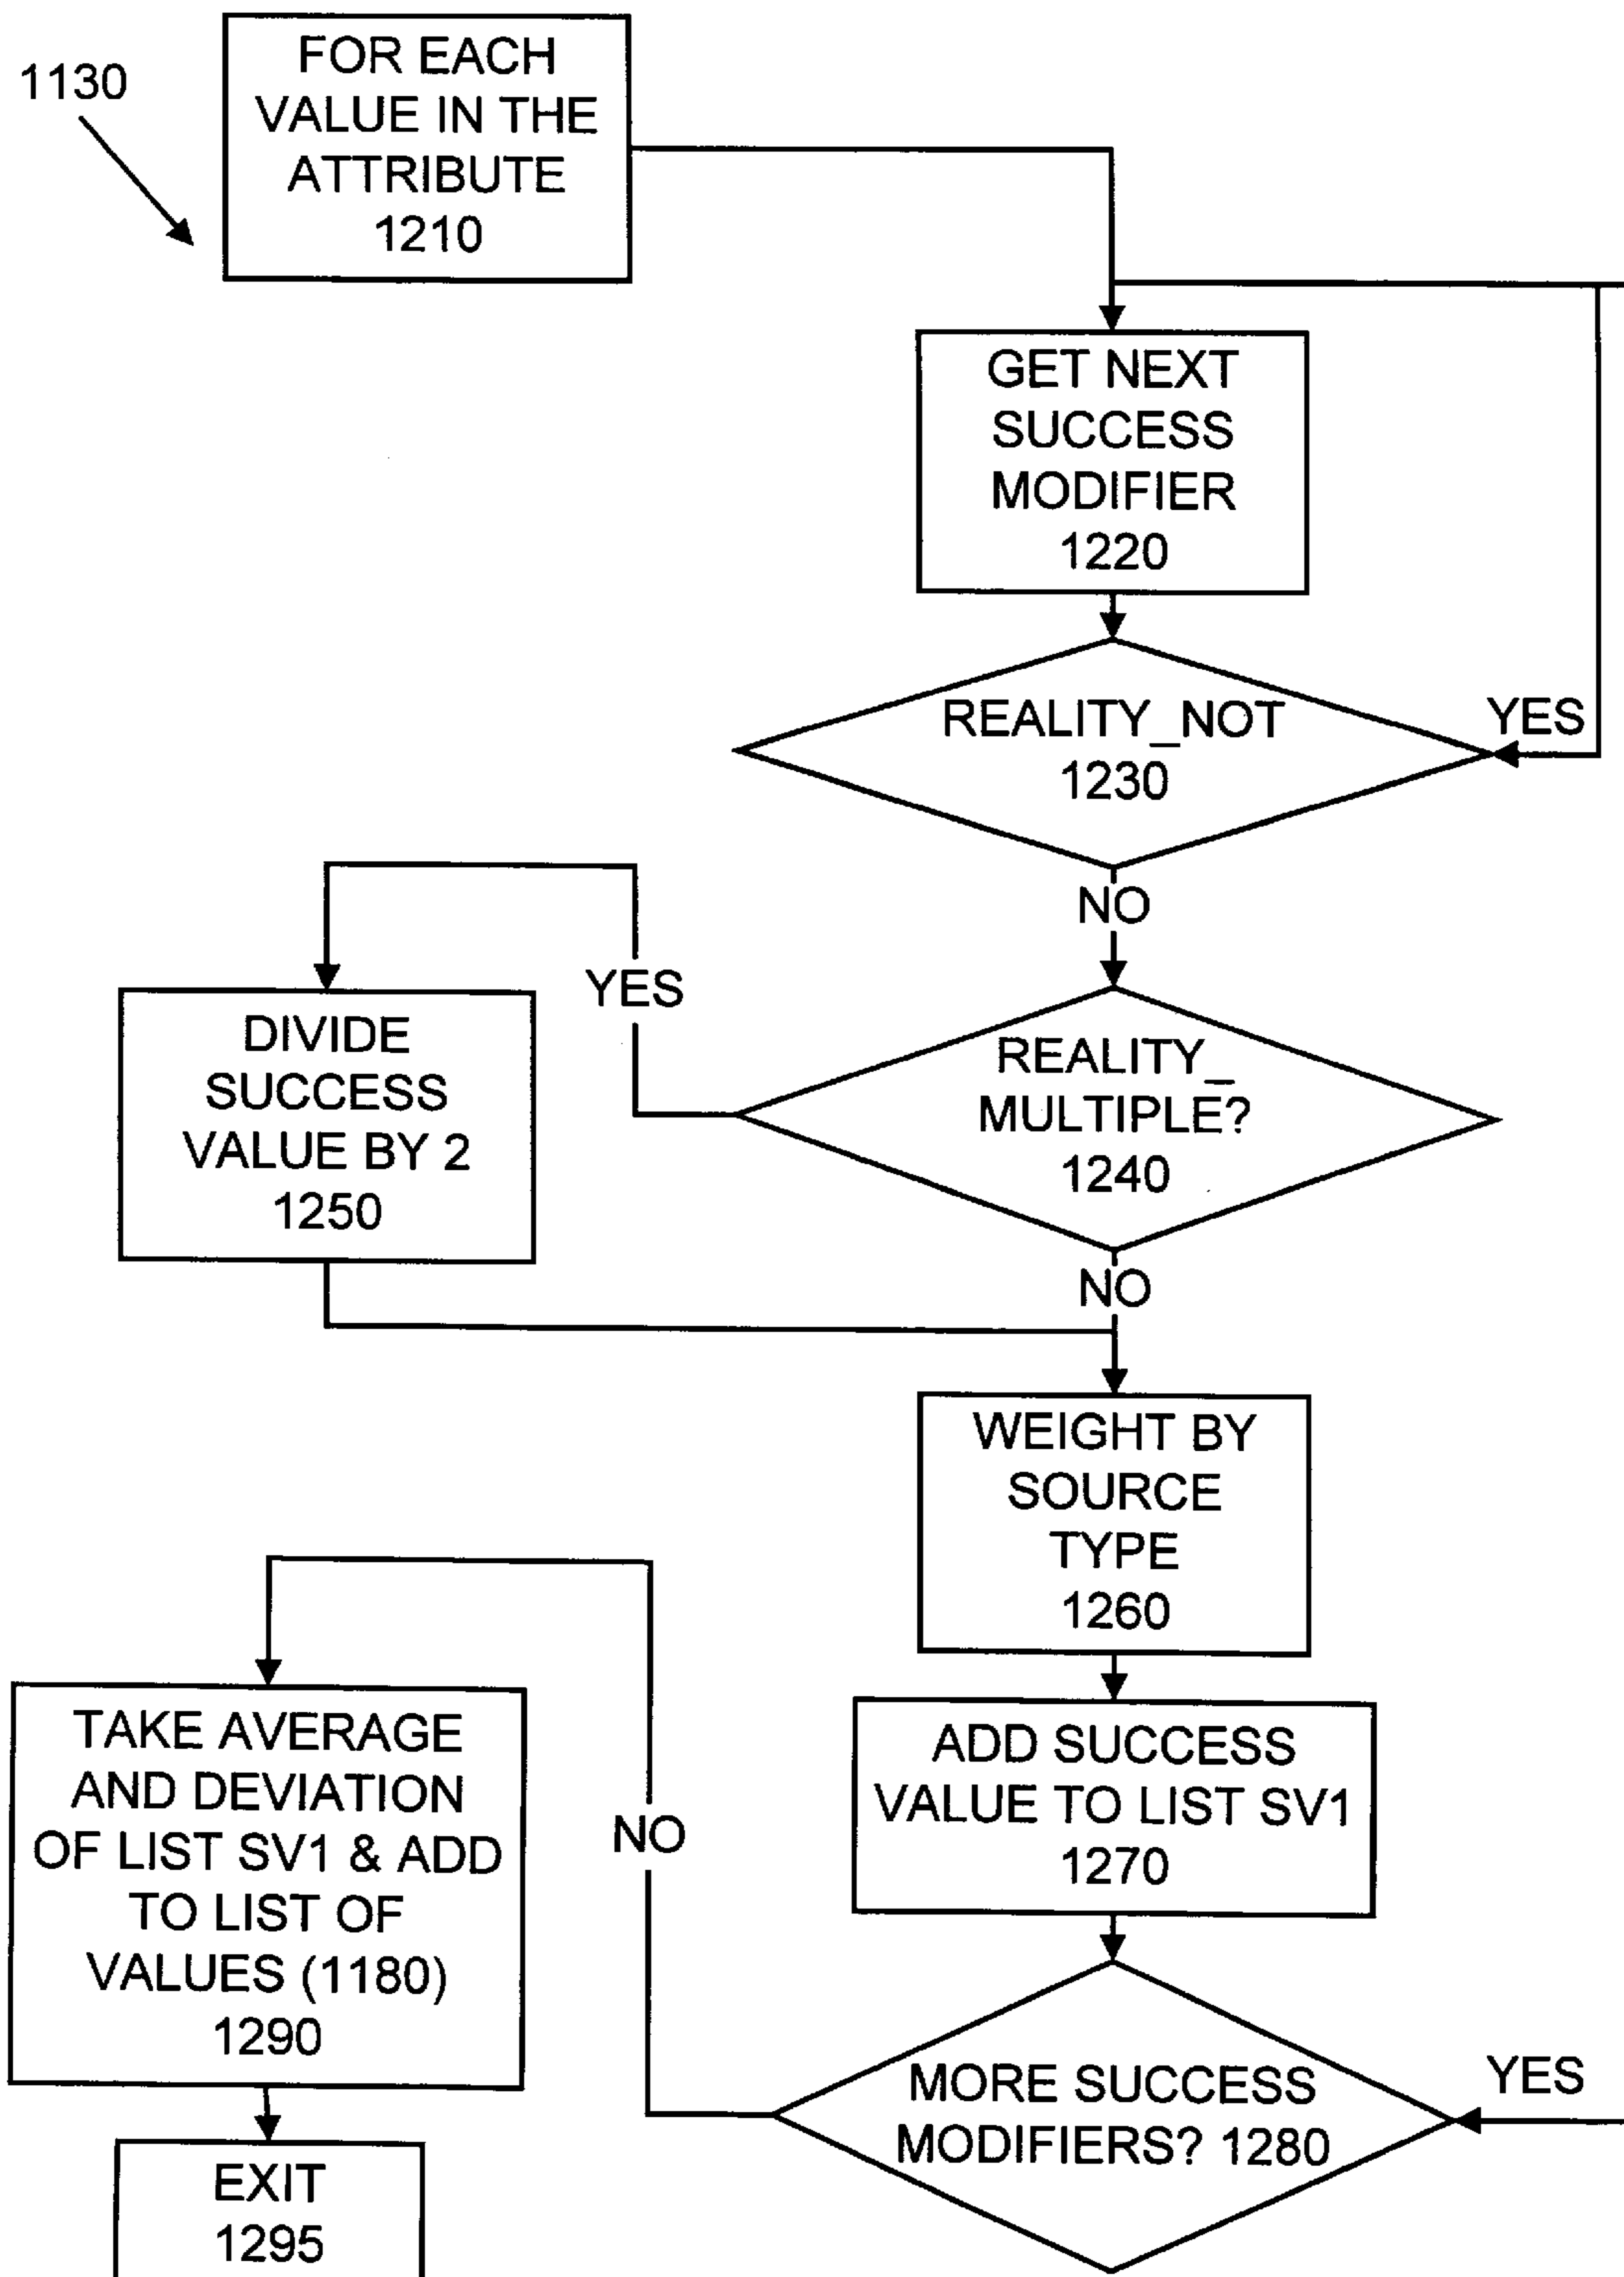 1130
FOR EACH
VALUE IN THE
ATTRIBUTE
1210
GET NEXT
SUCCESS
MODIFIER
1220
REALITY_NOT
1230
YES
NO
REALITY_
MULTIPLE?
1240
YES
DIVIDE
SUCCESS
VALUE BY 2
1250
NO
WEIGHT BY
SOURCE
TYPE
1260
ADD SUCCESS
VALUE TO LIST SV1
1270
MORE SUCCESS
MODIFIERS? 1280
YES
NO
TAKE AVERAGE
AND DEVIATION
OF LIST SV1 & ADD
TO LIST OF
VALUES (1180)
1290
EXIT
1295